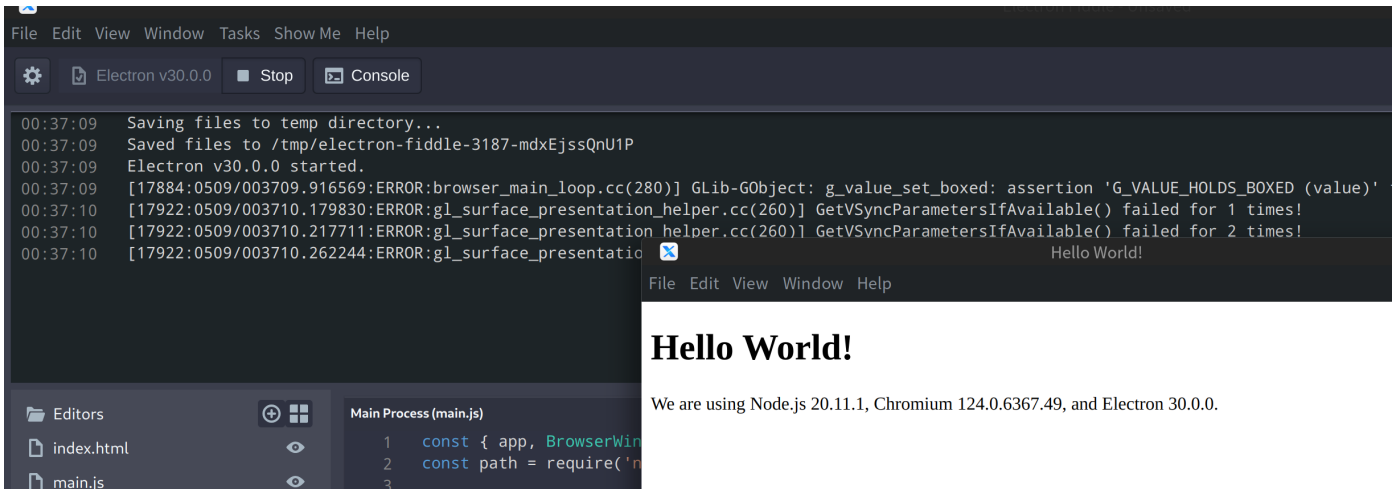 File Edit View Window Tasks Show Me Help
Electron v30.0.0 Stop Console
00:37:09 Saving files to temp directory...
00:37:09 Saved files to /tmp/electron-fiddle-3187-mdxEjssQnU1P
00:37:09 Electron v30.0.0 started.
00:37:09 [17884:0509/003709.916569:ERROR:browser_main_loop.cc(280)] GLib-GObject: g_value_set_boxed: assertion 'G_VALUE_HOLDS_BOXED (value)'
00:37:10 [17922:0509/003710.179830:ERROR:gl_surface_presentation_helper.cc(260)] GetVSyncParametersIfAvailable() failed for 1 times!
00:37:10 [17922:0509/003710.217711:ERROR:gl_surface_presentation_helper.cc(260)] GetVSyncParametersIfAvailable() failed for 2 times!
00:37:10 [17922:0509/003710.262244:ERROR:gl_surface_presentatio
Hello World!
File Edit View Window Help
Hello World!
We are using Node.js 20.11.1, Chromium 124.0.6367.49, and Electron 30.0.0.
Editors
index.html
main.js
Main Process (main.js)
1 const { app, BrowserWin
2 const path = require('n
3